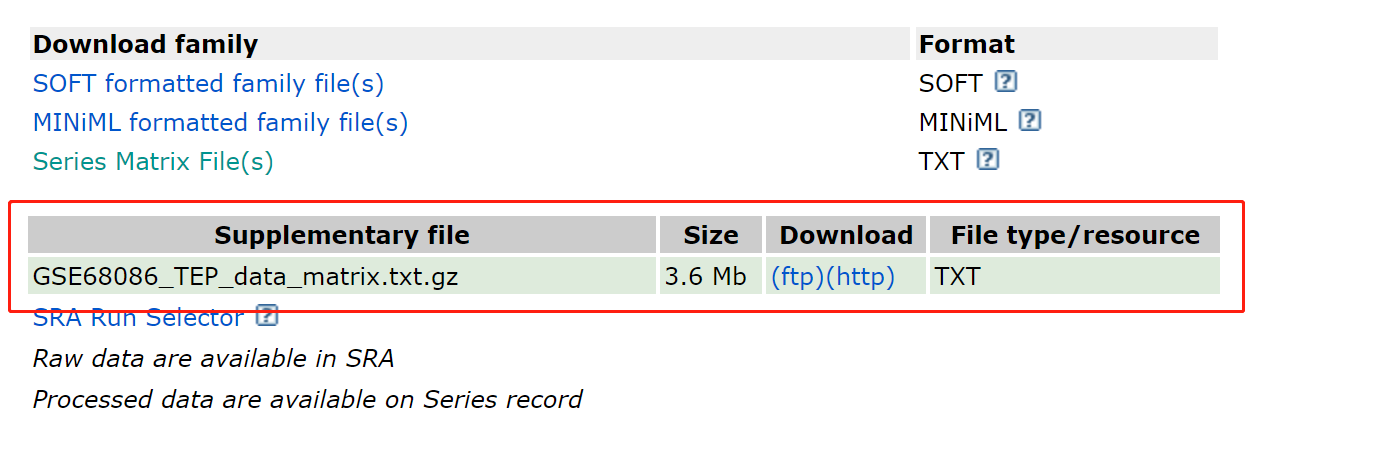 Download family Format
SOFT formatted family file(s) SOFT ?
MINiML formatted family file(s) MINiML ?
Series Matrix File(s) TXT ?
Supplementary file Size Download File type/resource
GSE68086_TEP_data_matrix.txt.gz 3.6 Mb (ftp)(http) TXT
SRA Run Selector ?
Raw data are available in SRA
Processed data are available on Series record